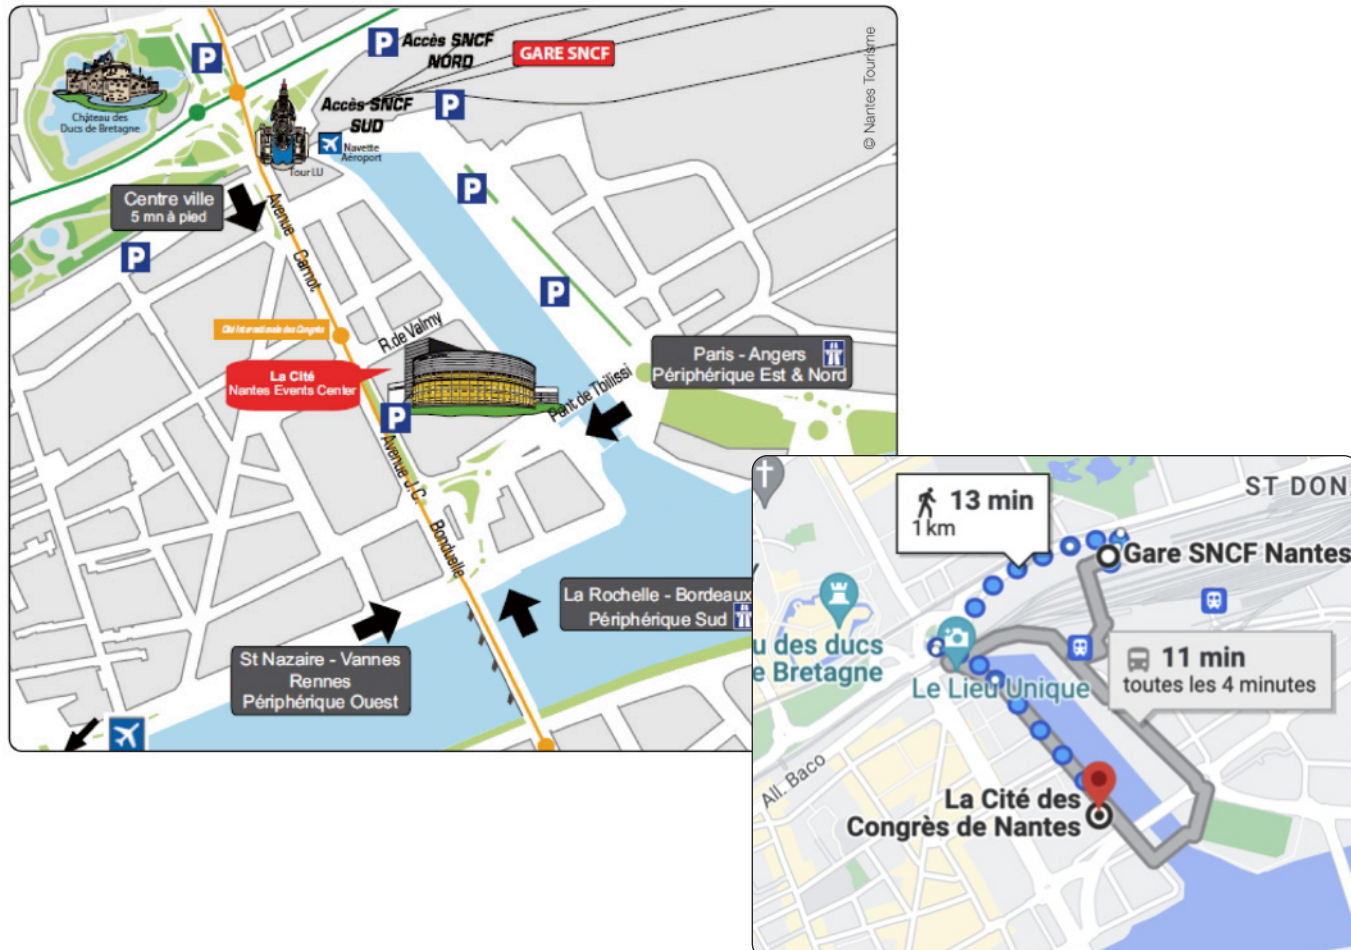 P
P
Accès SNCF
NORD
GARE SNCF
© Nantes Tourisme
Château des
Ducs de Bretagne
Accès SNCF
SUD
P
Navette
Aéroport
Tour LU
P
Centre ville
5 mn à pied
Avenue Carnot
P
P
Cité Internationale des Congrès
R.de Valmy
Paris - Angers
Périphérique Est & Nord
La Cité
Nantes Events Center
Pont de Tbilissi
P
Avenue J.C. Bonduelle
La Rochelle - Bordeaux
Périphérique Sud
St Nazaire - Vannes
Rennes
Périphérique Ouest
13 min
1 km
ST DON
Gare SNCF Nantes
u des ducs
e Bretagne
Le Lieu Unique
11 min
toutes les 4 minutes
All. Baco
La Cité des
Congrès de Nantes